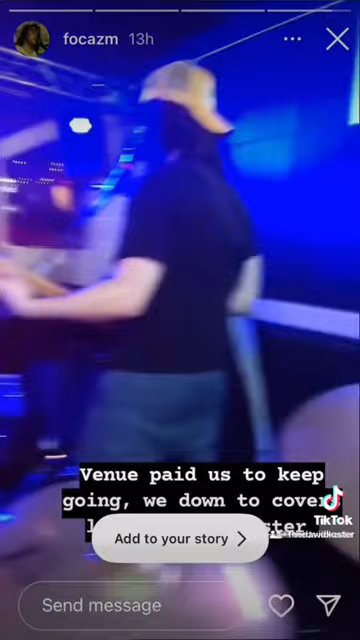 focazm 13h
Venue paid us to keep
going, we down to cover
Add to your story
TikTok
Send message